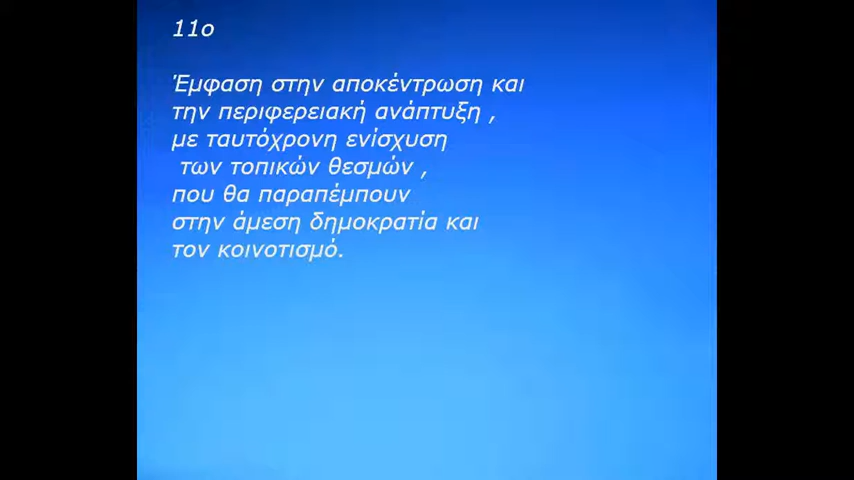 11ο
Έμφαση στην αποκέντρωση και
την περιφερειακή ανάπτυξη ,
με ταυτόχρονη ενίσχυση
των τοπικών θεσμών ,
που θα παραπέμπουν
στην άμεση δημοκρατία και
τον κοινοτισμό.